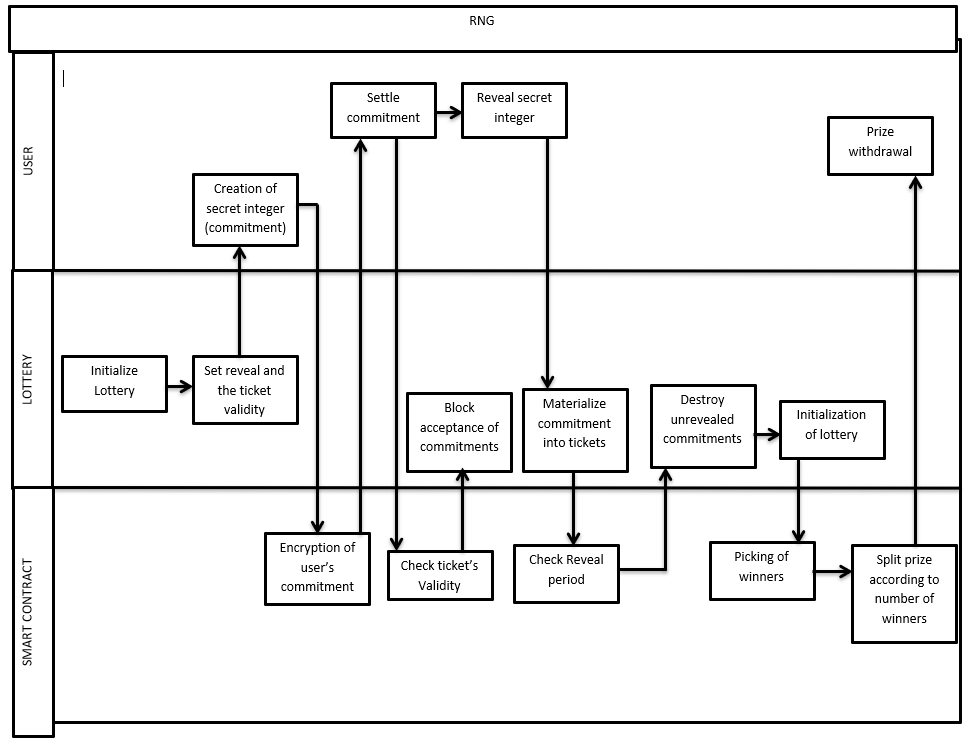 RNG
USER
Settle
commitment
Reveal secret
integer
Prize
withdrawal
Creation of
secret integer
(commitment)
LOTTERY
Initialize
Lottery
Set reveal and
the ticket
validity
Block
acceptance of
commitments
Materialize
commitment
into tickets
Destroy
unrevealed
commitments
Initialization
of lottery
SMART CONTRACT
Encryption of
user's
commitment
Check ticket's
Validity
Check Reveal
period
Picking of
winners
Split prize
according to
number of
winners